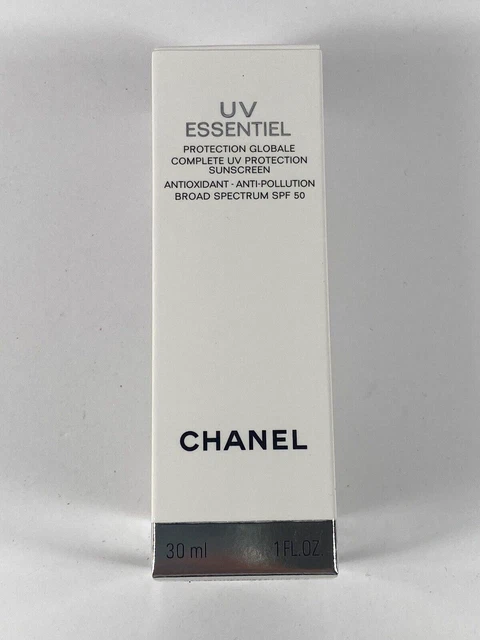 UV
ESSENTIEL
PROTECTION GLOBALE
COMPLETE UV PROTECTION
SUNSCREEN
ANTIOXIDANT - ANTI-POLLUTION
BROAD SPECTRUM SPF 50
CHANEL
30 ml 1 FL.OZ.